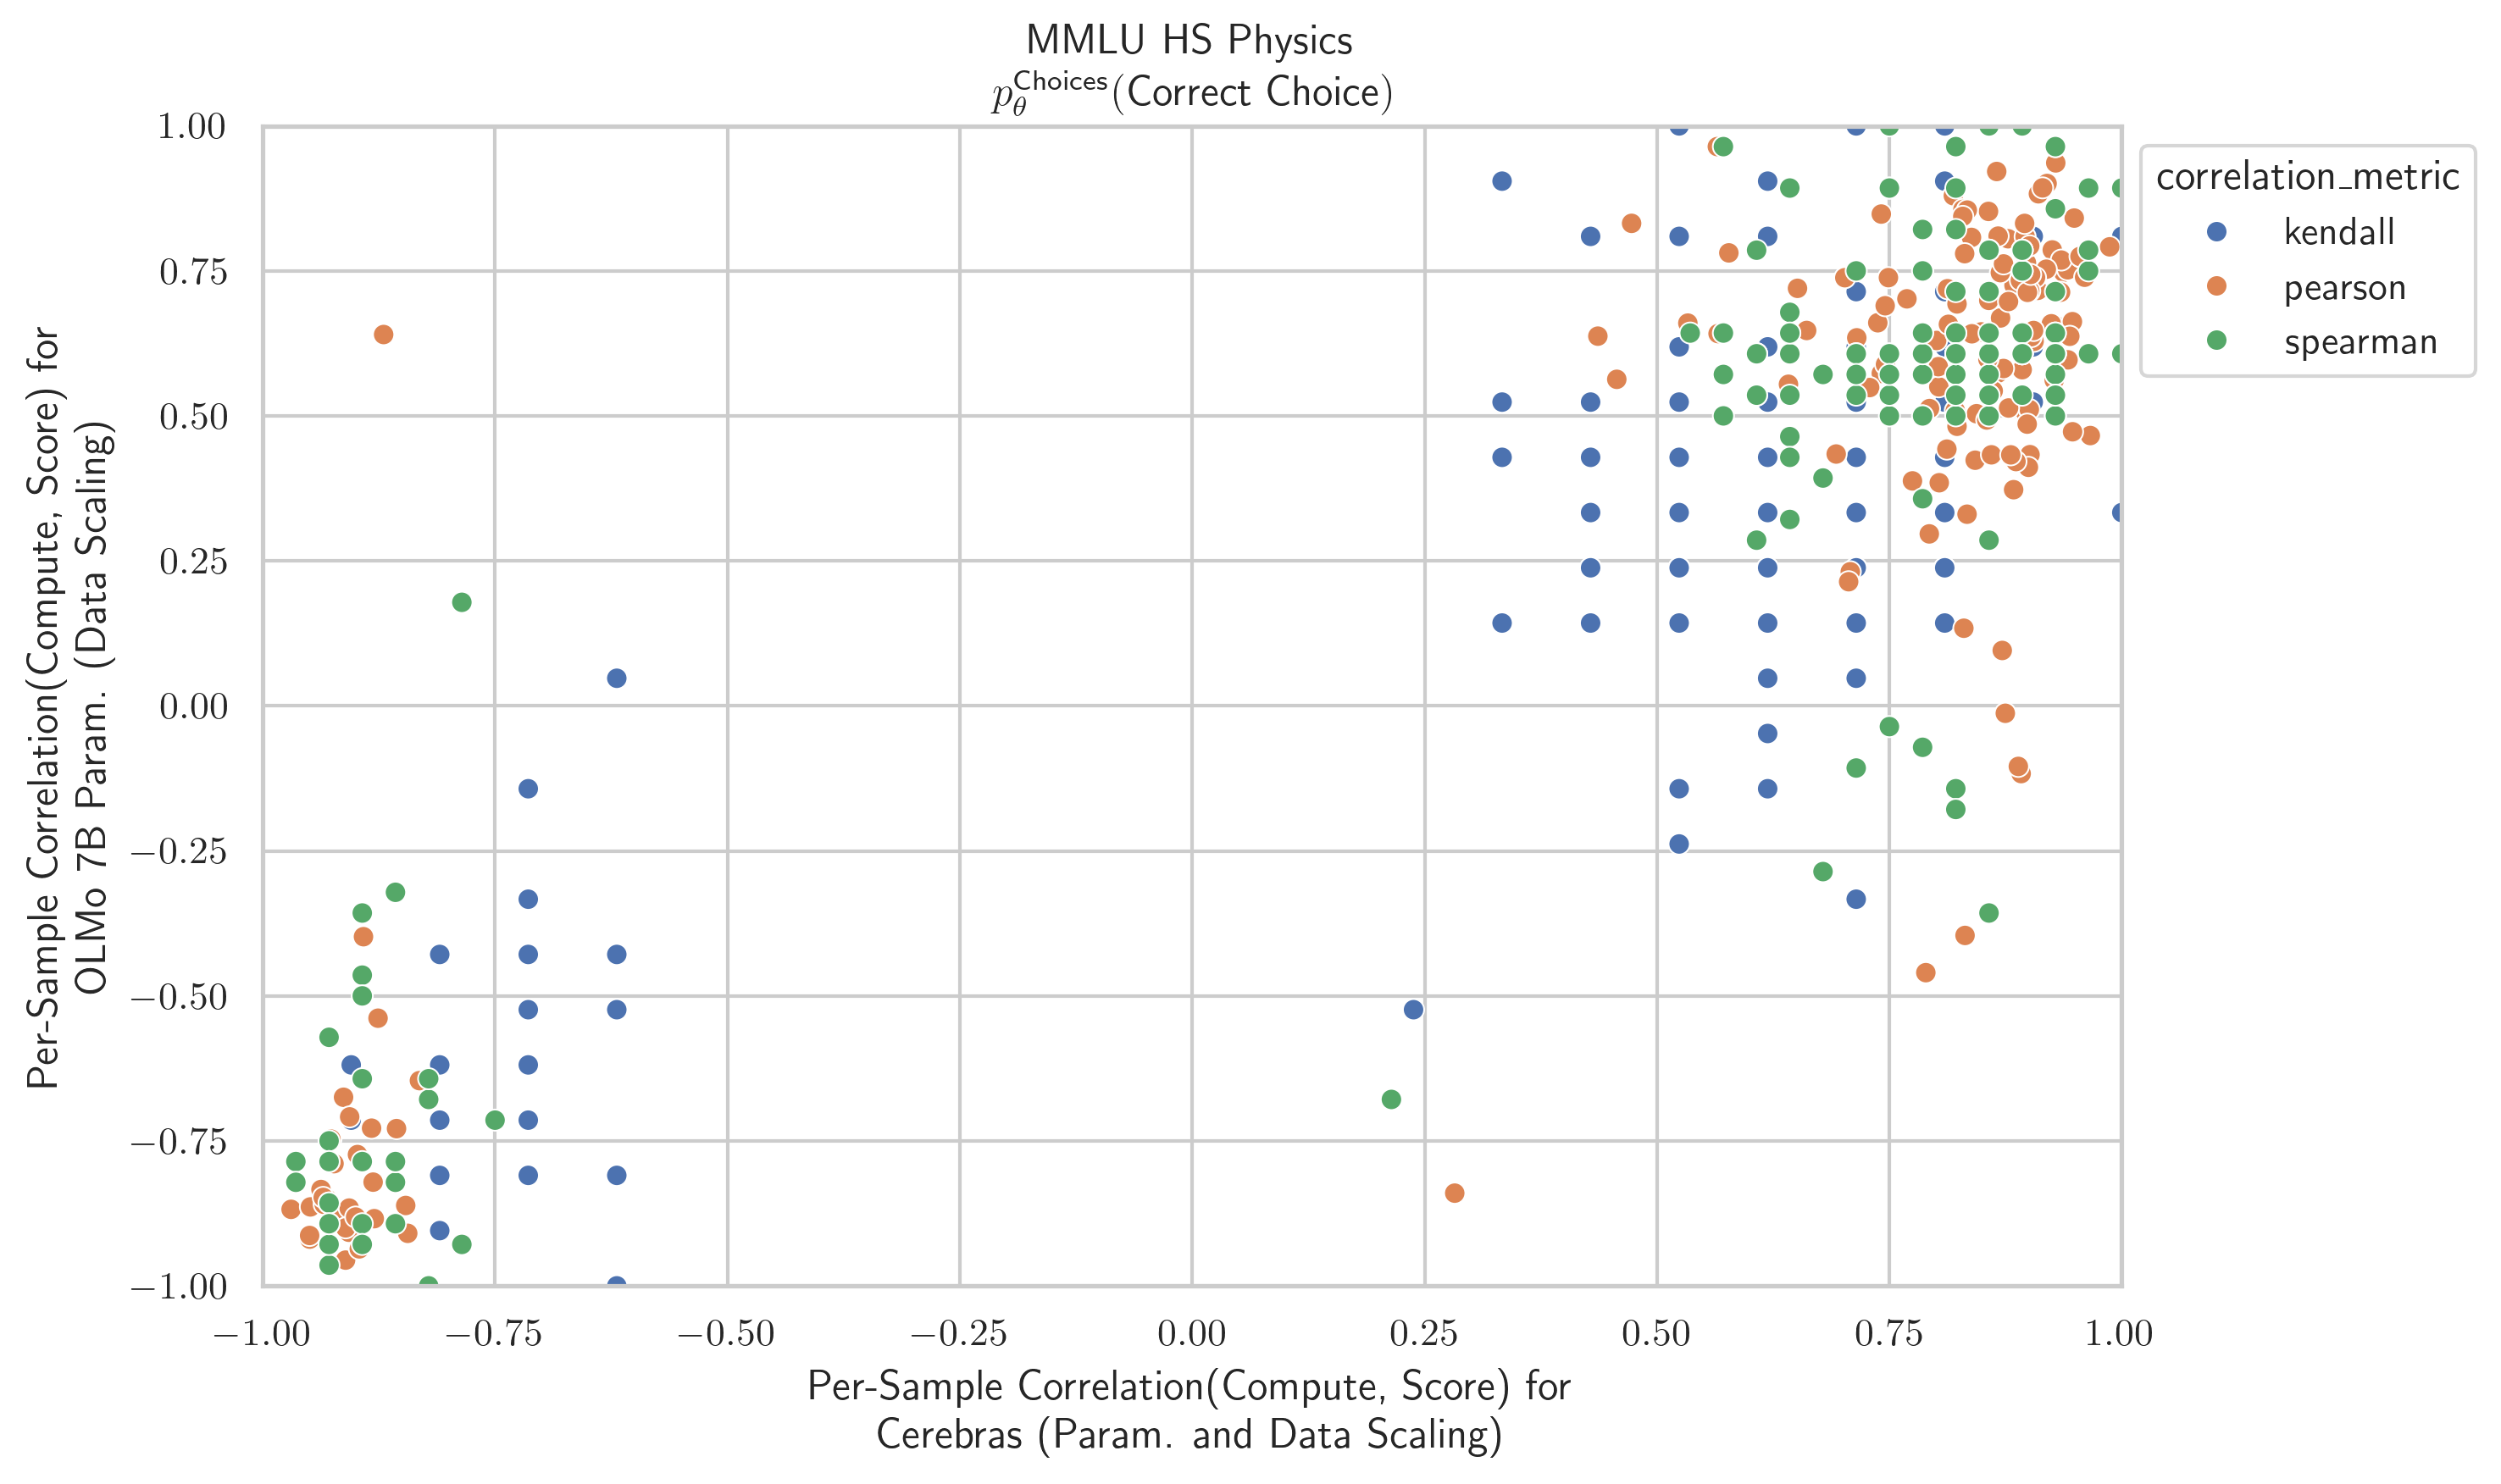 MMLU HS Physics
p_θ^Choices(Correct Choice)
Per-Sample Correlation(Compute, Score) for
OLMo 7B Param. (Data Scaling)
1.00
0.75
0.50
0.25
0.00
−0.25
−0.50
−0.75
−1.00
−1.00 −0.75 −0.50 −0.25 0.00 0.25 0.50 0.75 1.00
Per-Sample Correlation(Compute, Score) for
Cerebras (Param. and Data Scaling)
correlation_metric
kendall
pearson
spearman